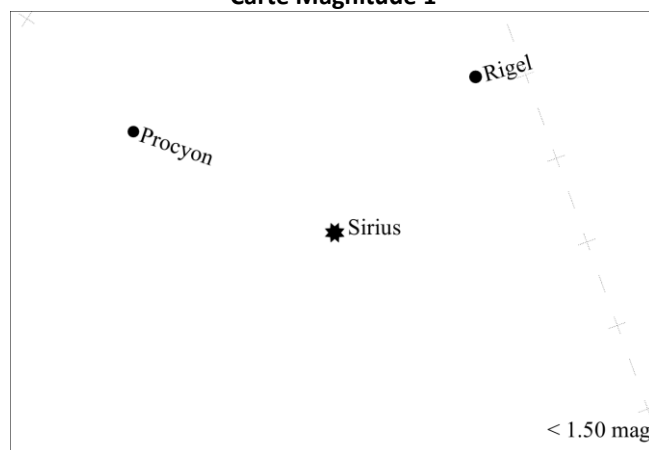 Carte Magnitude 1
Rigel
Procyon
Sirius
< 1.50 mag